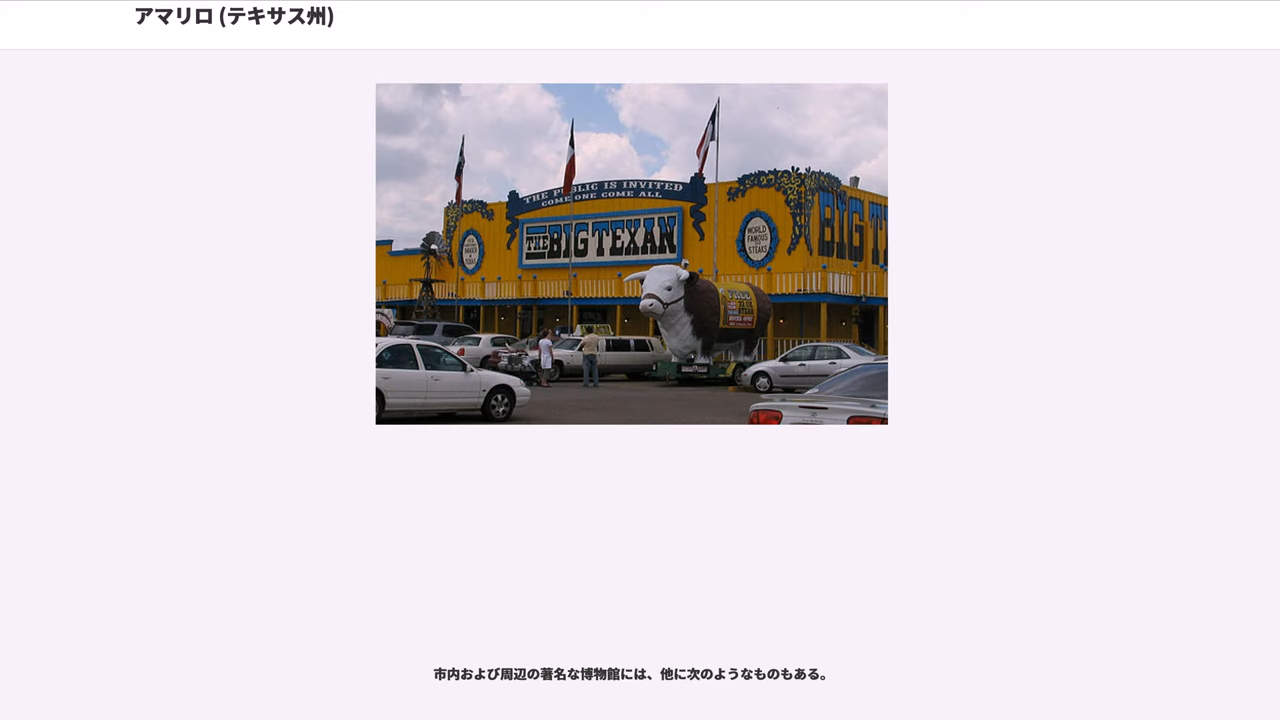 アマリロ (テキサス州)
THE PUBLIC IS INVITED
COME ONE COME ALL
THE BIG TEXAN
WORLD
FAMOUS
STEAKS
BIG TE
市内および周辺の著名な博物館には、他に次のようなものもある。